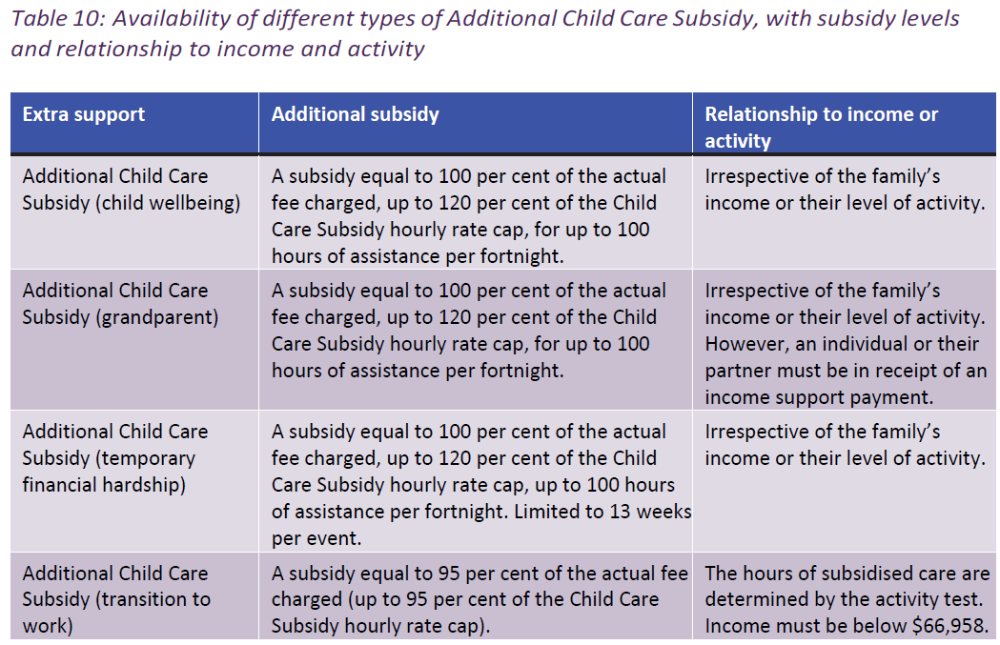 Table 10: Availability of different types of Additional Child Care Subsidy, with subsidy levels
and relationship to income and activity
Extra support
Additional subsidy
Relationship to income or
activity
Additional Child Care
Subsidy (child wellbeing)
A subsidy equal to 100 per cent of the actual
fee charged, up to 120 per cent of the Child
Care Subsidy hourly rate cap, for up to 100
hours of assistance per fortnight.
Irrespective of the family’s
income or their level of activity.
Additional Child Care
Subsidy (grandparent)
A subsidy equal to 100 per cent of the actual
fee charged, up to 120 per cent of the Child
Care Subsidy hourly rate cap, for up to 100
hours of assistance per fortnight.
Irrespective of the family’s
income or their level of activity.
However, an individual or their
partner must be in receipt of an
income support payment.
Additional Child Care
Subsidy (temporary
financial hardship)
A subsidy equal to 100 per cent of the actual
fee charged, up to 120 per cent of the Child
Care Subsidy hourly rate cap, up to 100 hours
of assistance per fortnight. Limited to 13 weeks
per event.
Irrespective of the family’s
income or their level of activity.
Additional Child Care
Subsidy (transition to
work)
A subsidy equal to 95 per cent of the actual fee
charged (up to 95 per cent of the Child Care
Subsidy hourly rate cap).
The hours of subsidised care are
determined by the activity test.
Income must be below $66,958.